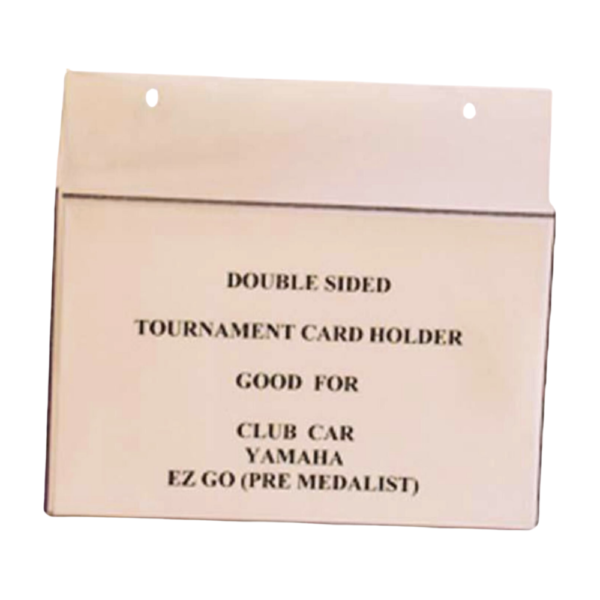 DOUBLE SIDED
TOURNAMENT CARD HOLDER
GOOD FOR
CLUB CAR
YAMAHA
EZ GO (PRE MEDALIST)